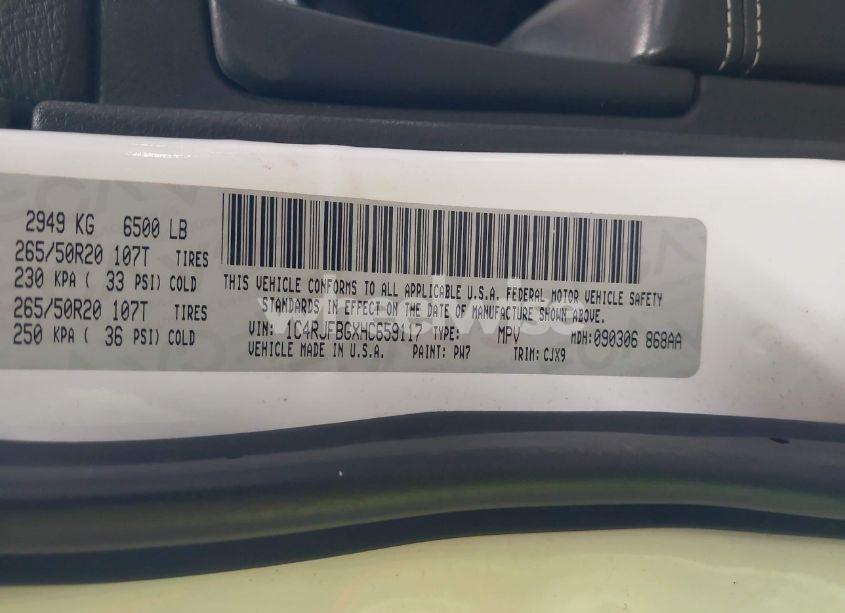 2949 KG 6500 LB
265/50R20 107T TIRES
230 KPA ( 33 PSI) COLD
265/50R20 107T TIRES
250 KPA ( 36 PSI) COLD
THIS VEHICLE CONFORMS TO ALL APPLICABLE U.S.A. FEDERAL MOTOR VEHICLE SAFETY
STANDARDS IN EFFECT ON THE DATE OF MANUFACTURE SHOWN ABOVE.
VIN: 1C4RJFBGXHC659117 TYPE: MPV MDH:090306 868AA
VEHICLE MADE IN U.S.A. PAINT: PW7 TRIM: CJX9